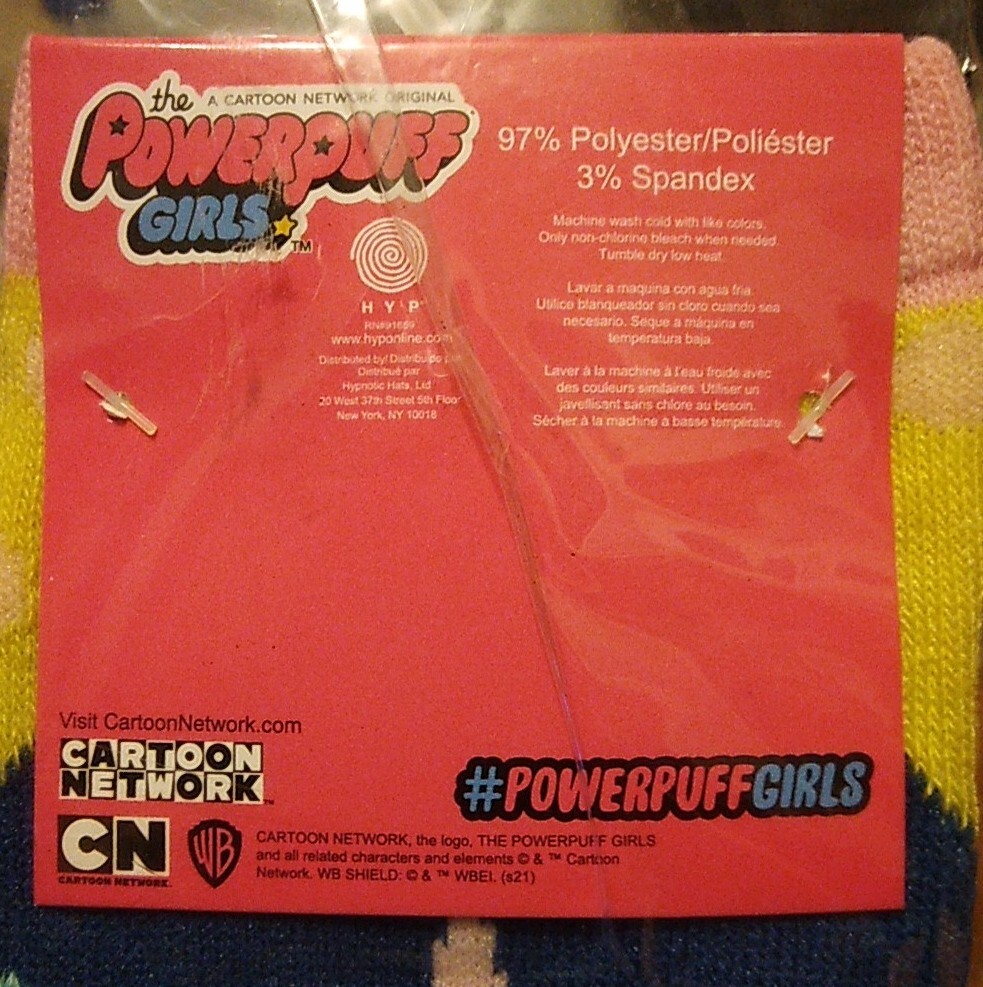 the A CARTOON NETWORK ORIGINAL
POWERPUFF
GIRLS TM
HYP
www.hyponline.com
Distributed by/ Distribuido por
Distribué par
Hypnotic Hats, Ltd
20 West 37th Street 5th Floor
New York, NY 10018
97% Polyester/Poliéster
3% Spandex
Machine wash cold with like colors.
Only non-chlorine bleach when needed.
Tumble dry low heat.
Lavar a maquina con agua fria.
Utilice blanqueador sin cloro cuando sea
necesario. Seque a máquina en
temperatura baja.
Laver à la machine à l'eau froide avec
des couleurs similaires. Utiliser un
javellisant sans chlore au besoin.
Sécher à la machine à basse température.
Visit CartoonNetwork.com
CARTOON
NETWORK™
CN
CARTOON NETWORK.
WB
#POWERPUFFGIRLS
CARTOON NETWORK, the logo, THE POWERPUFF GIRLS
and all related characters and elements © & ™ Cartoon
Network. WB SHIELD: © & ™ WBEI. (s21)